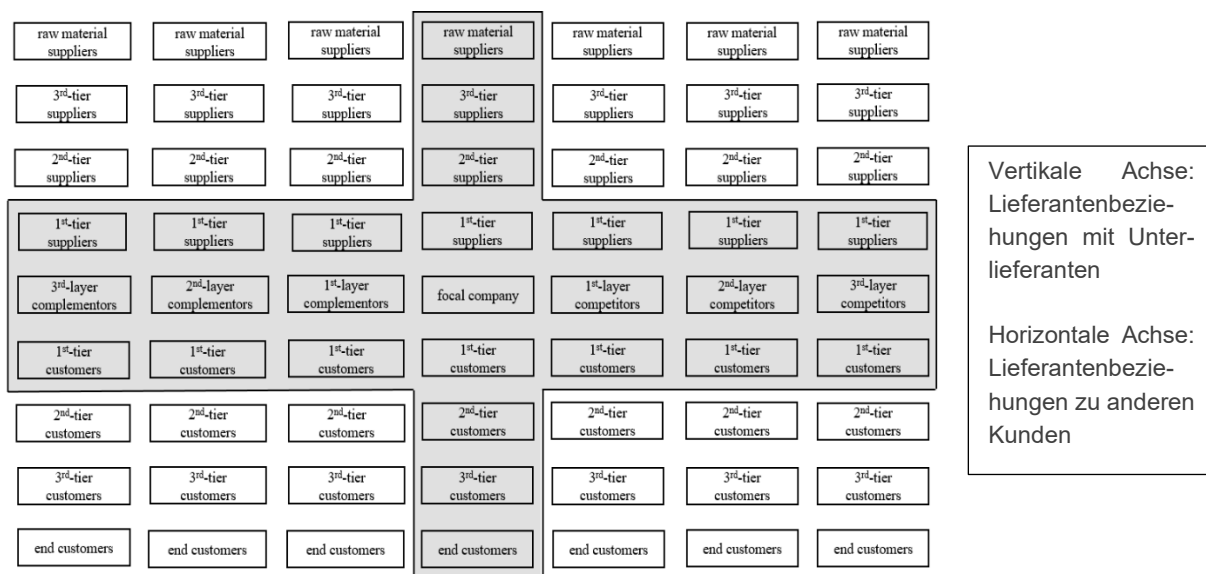 raw material
suppliers
raw material
suppliers
raw material
suppliers
raw material
suppliers
raw material
suppliers
raw material
suppliers
raw material
suppliers
3rd-tier
suppliers
3rd-tier
suppliers
3rd-tier
suppliers
3rd-tier
suppliers
3rd-tier
suppliers
3rd-tier
suppliers
3rd-tier
suppliers
2nd-tier
suppliers
2nd-tier
suppliers
2nd-tier
suppliers
2nd-tier
suppliers
2nd-tier
suppliers
2nd-tier
suppliers
2nd-tier
suppliers
1st-tier
suppliers
1st-tier
suppliers
1st-tier
suppliers
1st-tier
suppliers
1st-tier
suppliers
1st-tier
suppliers
1st-tier
suppliers
3rd-layer
complementors
2nd-layer
complementors
1st-layer
complementors
focal company
1st-layer
competitors
2nd-layer
competitors
3rd-layer
competitors
1st-tier
customers
1st-tier
customers
1st-tier
customers
1st-tier
customers
1st-tier
customers
1st-tier
customers
1st-tier
customers
2nd-tier
customers
2nd-tier
customers
2nd-tier
customers
2nd-tier
customers
2nd-tier
customers
2nd-tier
customers
2nd-tier
customers
3rd-tier
customers
3rd-tier
customers
3rd-tier
customers
3rd-tier
customers
3rd-tier
customers
3rd-tier
customers
3rd-tier
customers
end customers
end customers
end customers
end customers
end customers
end customers
end customers
Vertikale Achse:
Lieferantenbezie-
hungen mit Unter-
lieferanten
Horizontale Achse:
Lieferantenbezie-
hungen zu anderen
Kunden